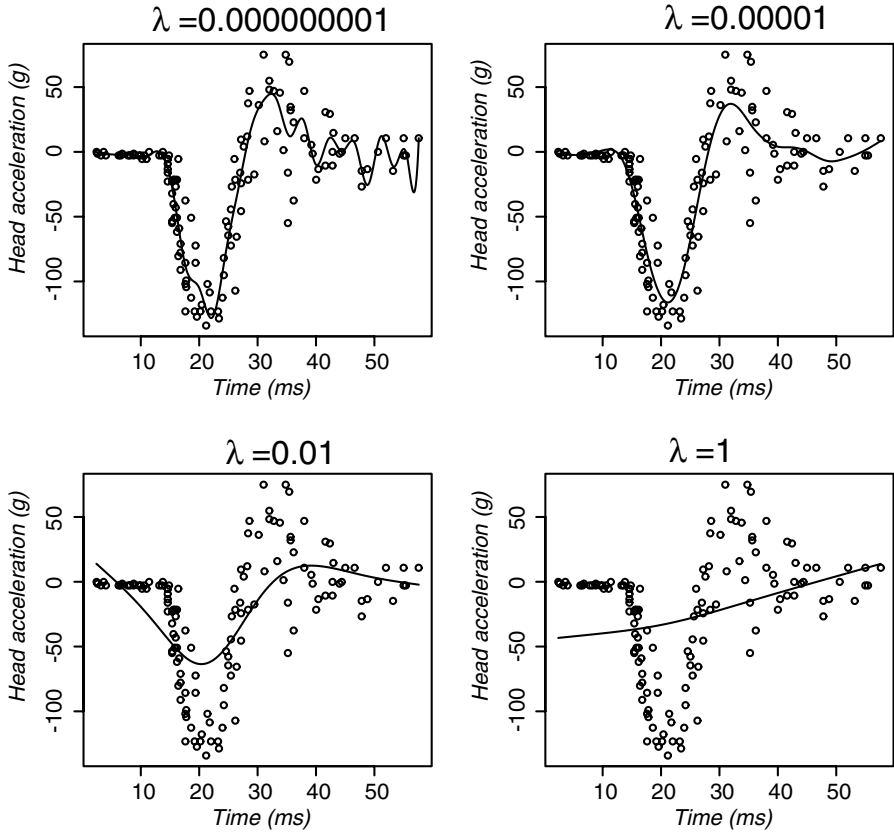 λ =0.000000001
Head acceleration (g)
50
0
-50
-100
10 20 30 40 50
Time (ms)
λ =0.00001
Head acceleration (g)
50
0
-50
-100
10 20 30 40 50
Time (ms)
λ =0.01
Head acceleration (g)
50
0
-50
-100
10 20 30 40 50
Time (ms)
λ =1
Head acceleration (g)
50
0
-50
-100
10 20 30 40 50
Time (ms)